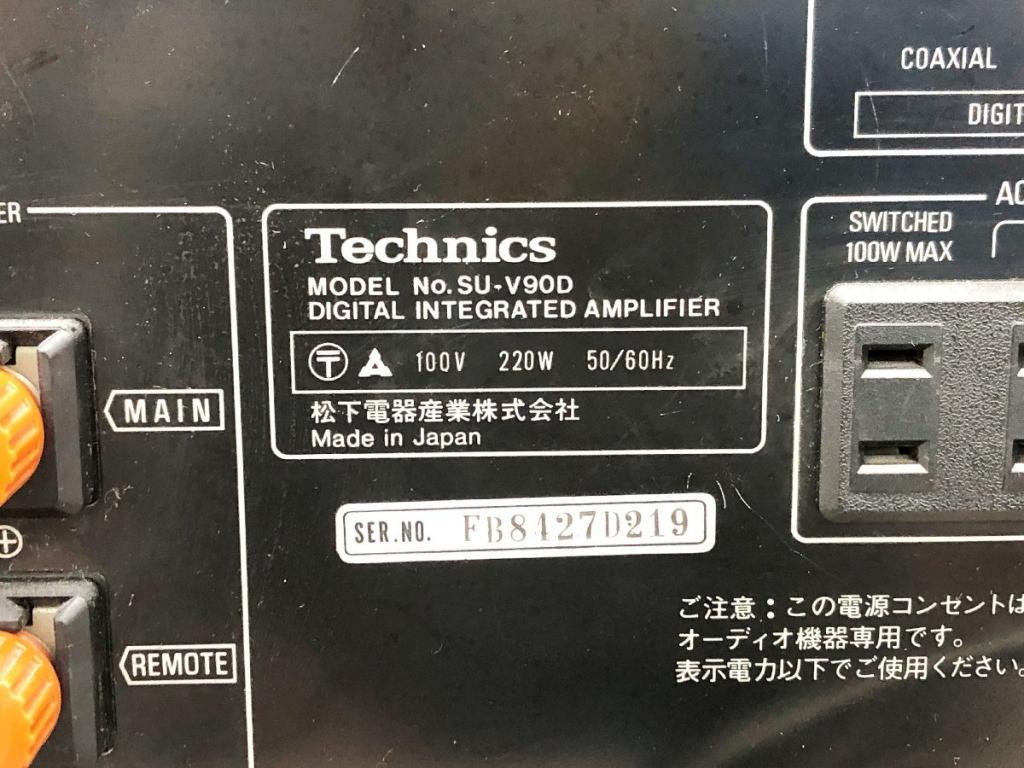 COAXIAL
DIGIT
ER
AC
SWITCHED
100W MAX
Technics
MODEL No. SU-V90D
DIGITAL INTEGRATED AMPLIFIER
〒 100V 220W 50/60Hz
松下電器産業株式会社
Made in Japan
MAIN
SER.NO. FB8427D219
REMOTE
ご注意：この電源コンセントは
オーディオ機器専用です。
表示電力以下でご使用ください。